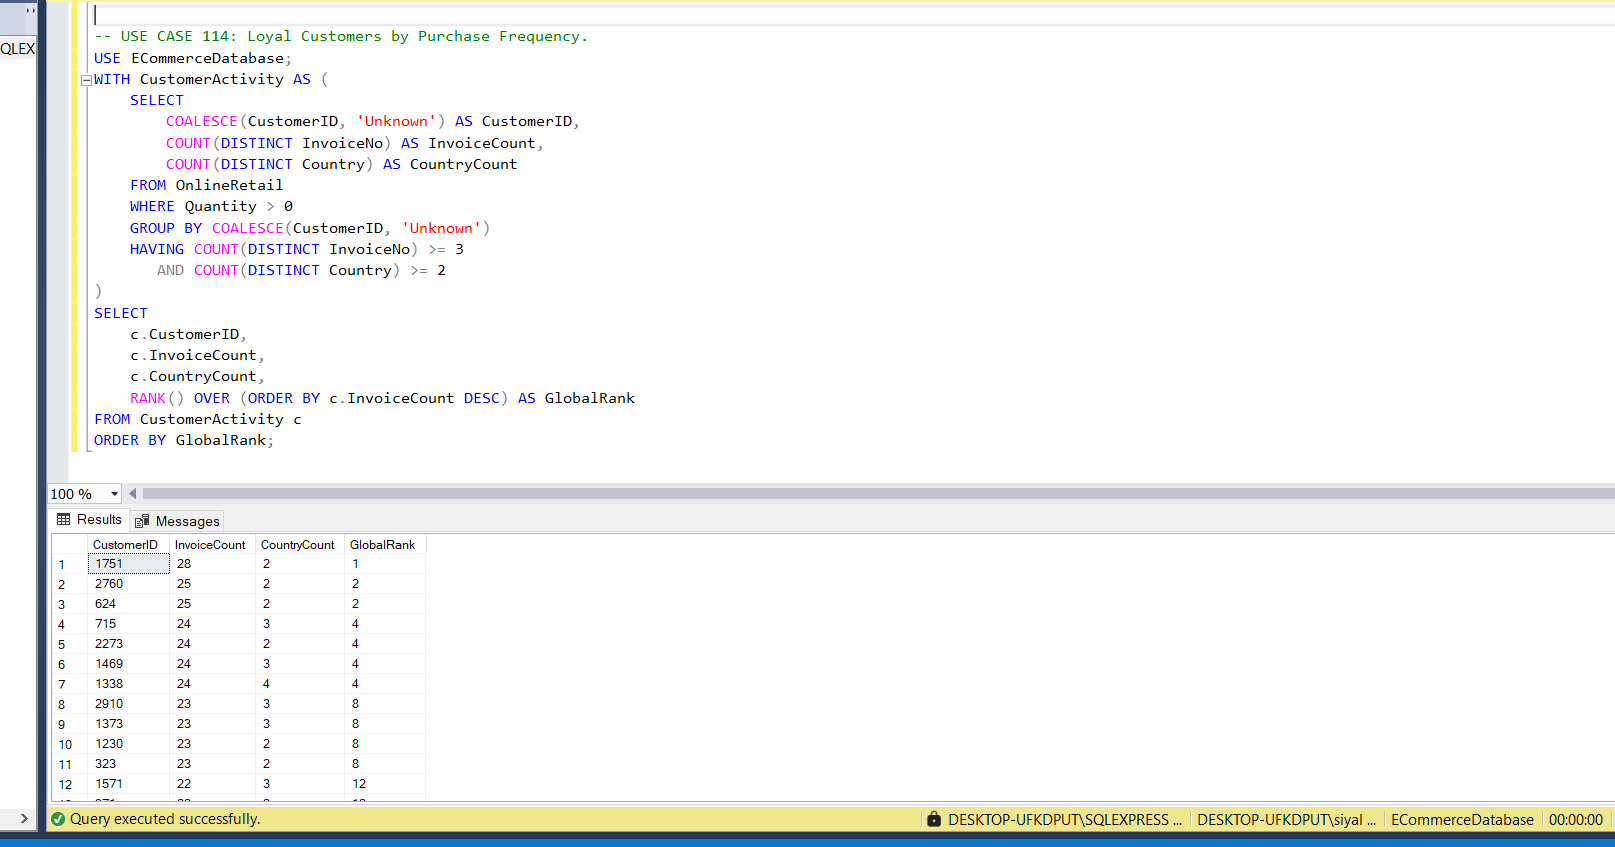 QLEX
-- USE CASE 114: Loyal Customers by Purchase Frequency.
USE ECommerceDatabase;
WITH CustomerActivity AS (
SELECT
COALESCE(CustomerID, 'Unknown') AS CustomerID,
COUNT(DISTINCT InvoiceNo) AS InvoiceCount,
COUNT(DISTINCT Country) AS CountryCount
FROM OnlineRetail
WHERE Quantity > 0
GROUP BY COALESCE(CustomerID, 'Unknown')
HAVING COUNT(DISTINCT InvoiceNo) >= 3
AND COUNT(DISTINCT Country) >= 2
)
SELECT
c.CustomerID,
c.InvoiceCount,
c.CountryCount,
RANK() OVER (ORDER BY c.InvoiceCount DESC) AS GlobalRank
FROM CustomerActivity c
ORDER BY GlobalRank;
100 %
Results Messages
CustomerID InvoiceCount CountryCount GlobalRank
1 1751 28 2 1
2 2760 25 2 2
3 624 25 2 2
4 715 24 3 4
5 2273 24 2 4
6 1469 24 3 4
7 1338 24 4 4
8 2910 23 3 8
9 1373 23 3 8
10 1230 23 2 8
11 323 23 2 8
12 1571 22 3 12
Query executed successfully. DESKTOP-UFKDPUT\SQLEXPRESS ... DESKTOP-UFKDPUT\siyal ... ECommerceDatabase 00:00:00